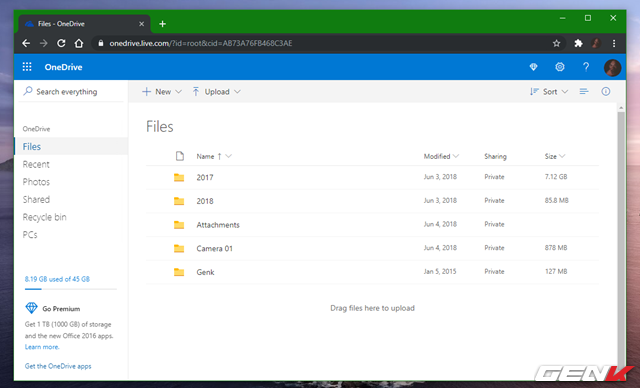 Files - OneDrive
onedrive.live.com/?id=root&cid=AB73A76FB468C3AE
OneDrive
Search everything
New
Upload
Sort
OneDrive
Files
Recent
Photos
Shared
Recycle bin
PCs
8.19 GB used of 45 GB
Go Premium
Get 1 TB (1000 GB) of storage
and the new Office 2016 apps.
Learn more.
Get the OneDrive apps
Files
Name Modified Sharing Size
2017 Jun 3, 2018 Private 7.12 GB
2018 Jun 3, 2018 Private 85.8 MB
Attachments Jun 4, 2018 Private
Camera 01 Jun 4, 2018 Private 878 MB
Genk Jan 5, 2015 Private 127 MB
Drag files here to upload
GENK